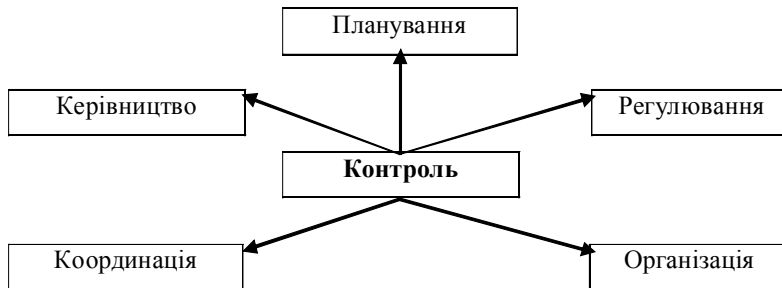 Планування
Керівництво
Регулювання
Контроль
Координація
Організація